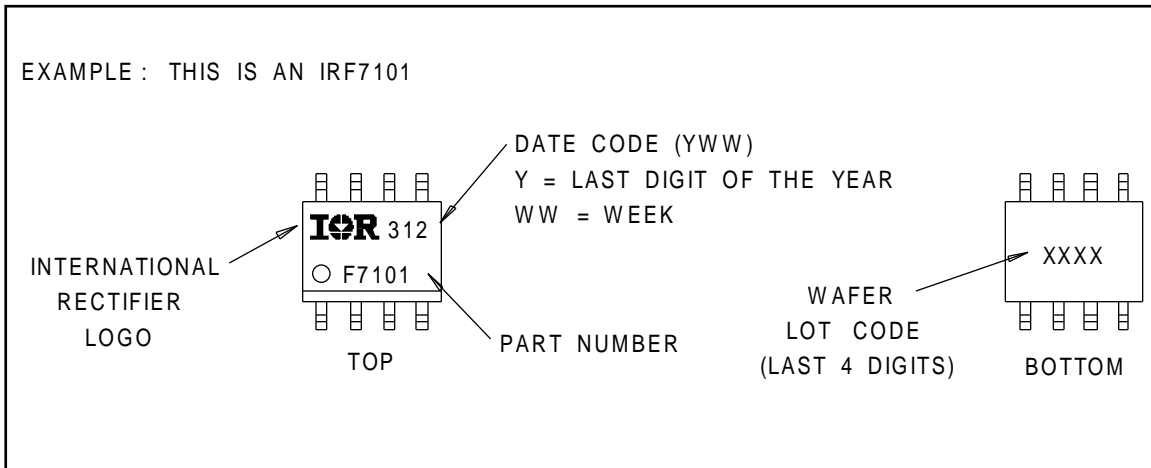 EXAMPLE : THIS IS AN IRF7101
DATE CODE (YWW)
Y = LAST DIGIT OF THE YEAR
WW = WEEK
IOR 312
F7101
INTERNATIONAL
RECTIFIER
LOGO
TOP
PART NUMBER
XXXX
WAFER
LOT CODE
(LAST 4 DIGITS)
BOTTOM